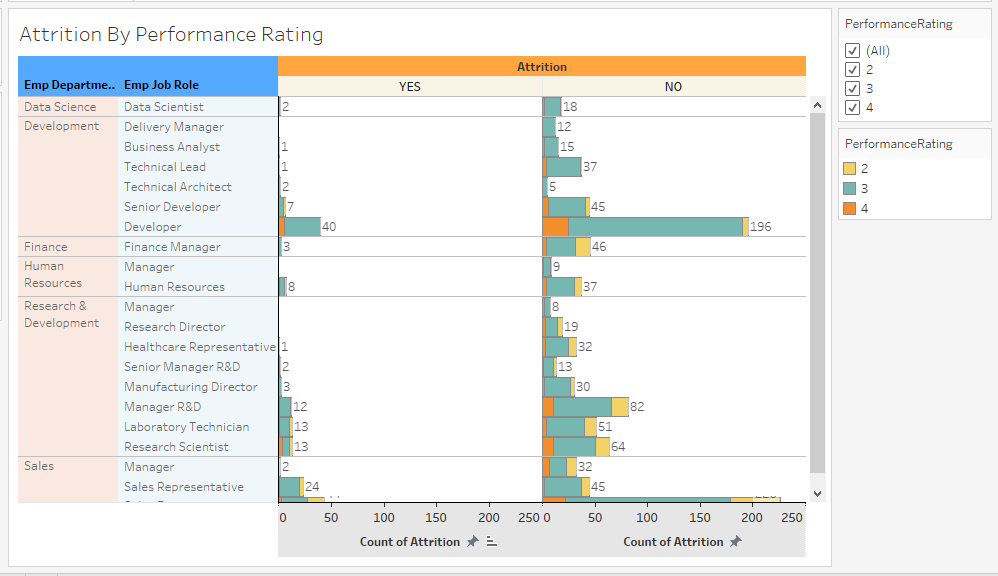 Attrition By Performance Rating
Attrition
Emp Departme.. Emp Job Role YES NO
Data Science Data Scientist 2 18
Development Delivery Manager 12
Business Analyst 1 15
Technical Lead 1 37
Technical Architect 2 5
Senior Developer 7 45
Developer 40 196
Finance Finance Manager 3 46
Human Resources Manager 9
Human Resources 8 37
Research & Development Manager 8
Research Director 19
Healthcare Representative 1 32
Senior Manager R&D 2 13
Manufacturing Director 3 30
Manager R&D 12 82
Laboratory Technician 13 51
Research Scientist 13 64
Sales Manager 2 32
Sales Representative 24 45
0 50 100 150 200 250 0 50 100 150 200 250
Count of Attrition Count of Attrition
PerformanceRating
(All)
2
3
4
PerformanceRating
2
3
4